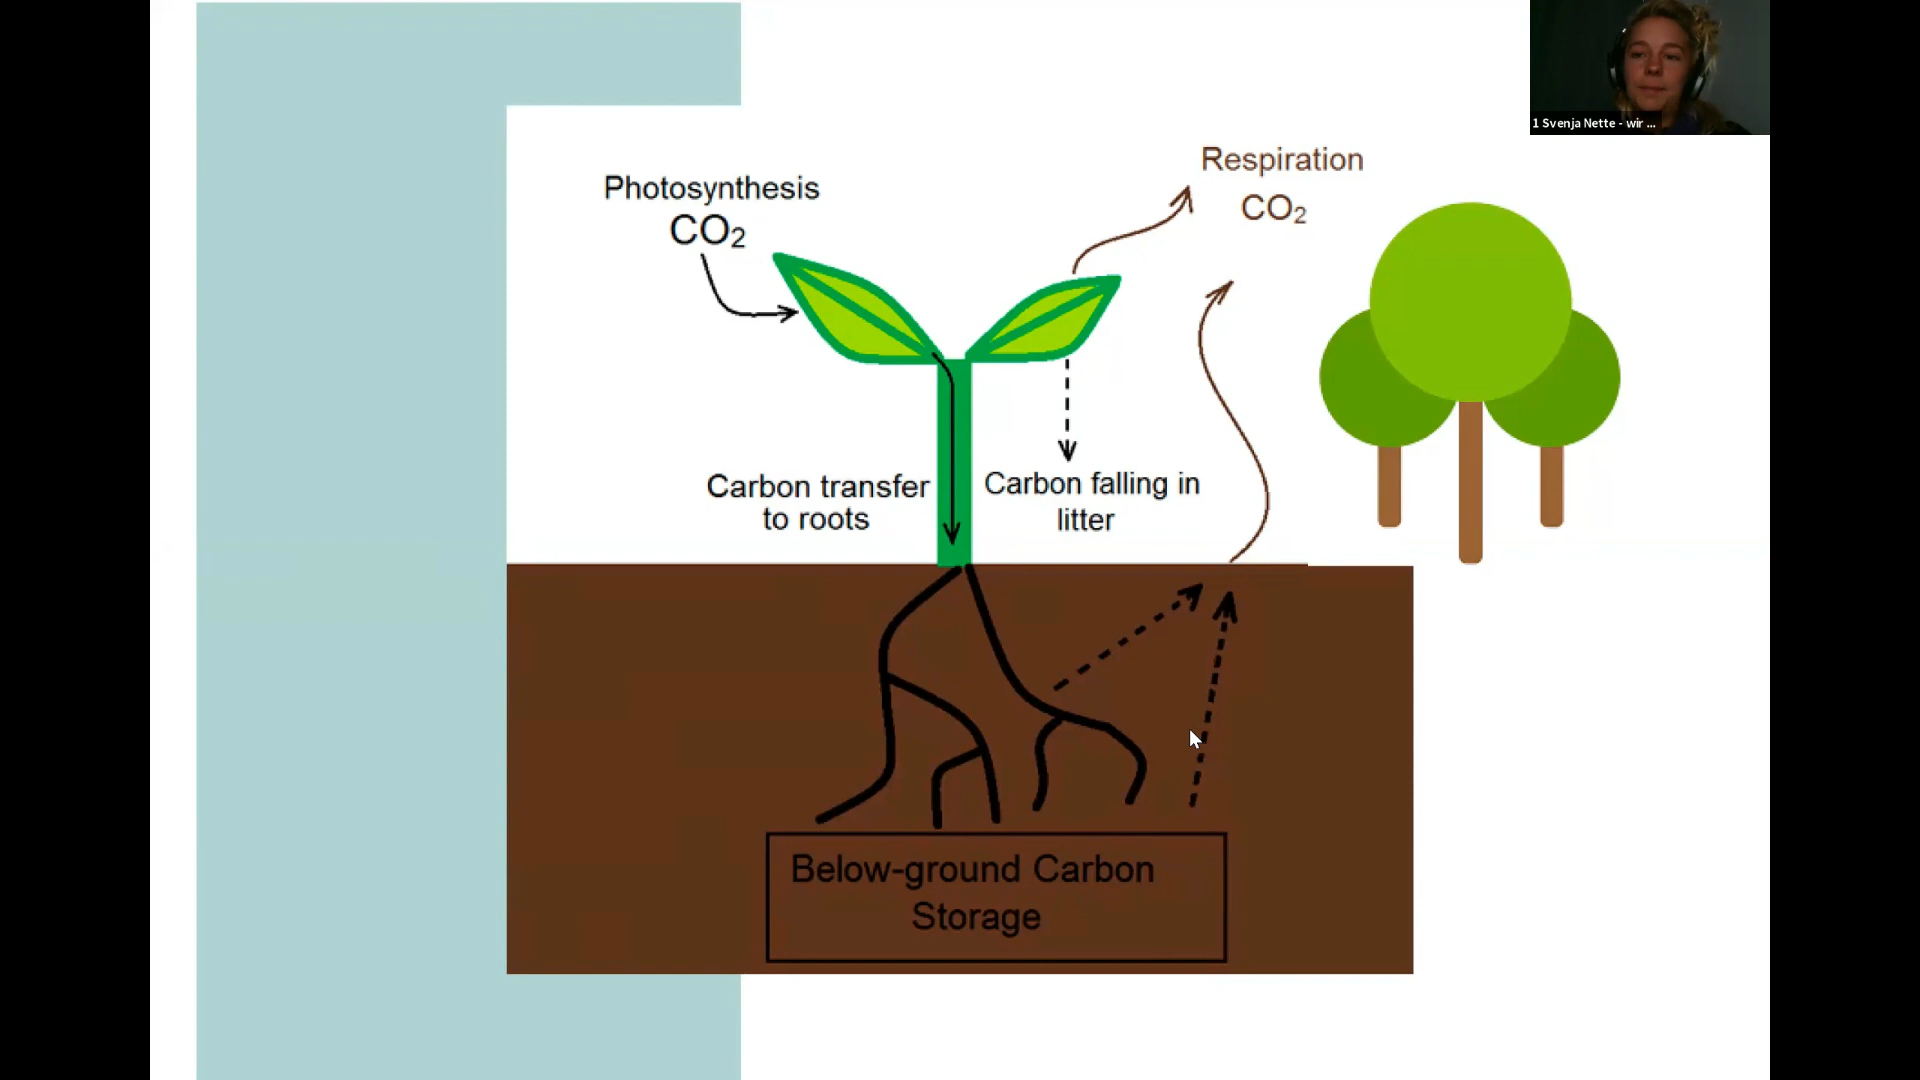 1 Svenja Nette - wir ...
Photosynthesis
CO₂
Respiration
CO₂
Carbon transfer
to roots
Carbon falling in
litter
Below-ground Carbon
Storage